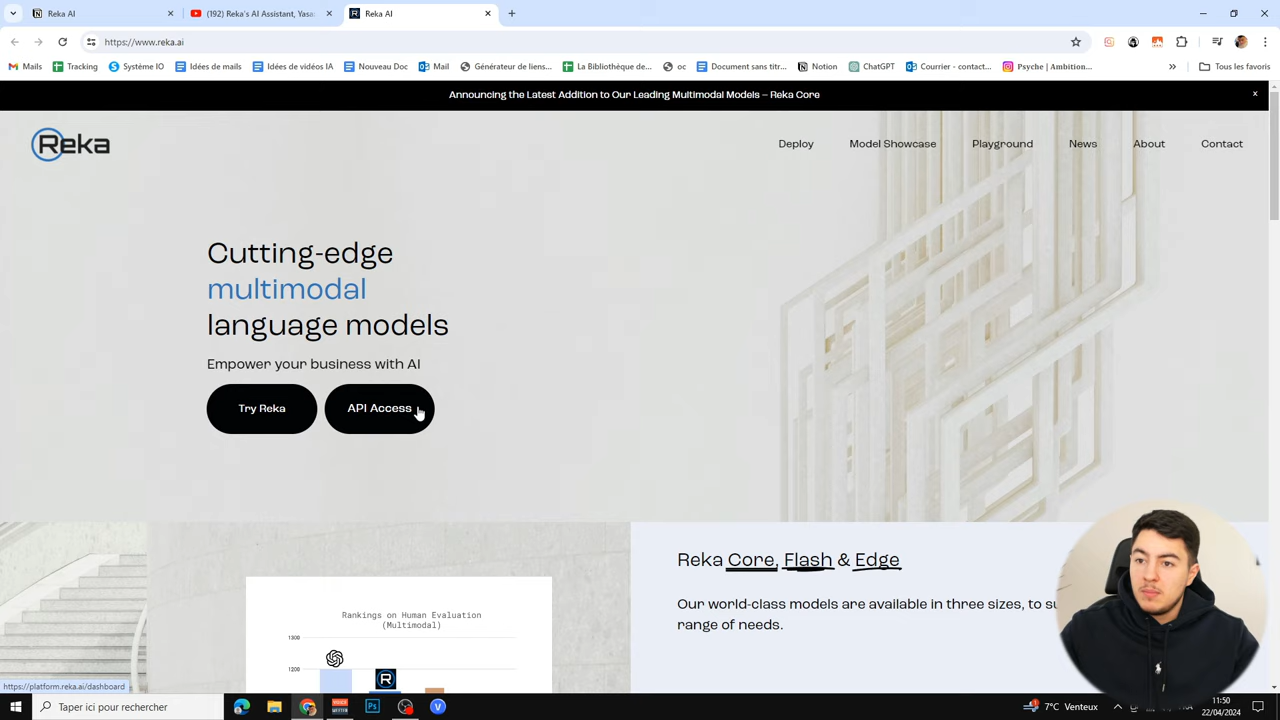 Reka AI
(192) Reka's AI Assistant, Yasa
Reka AI
https://www.reka.ai
Mails
Tracking
Système IO
Idées de mails
Idées de vidéos IA
Nouveau Doc
Mail
Générateur de liens...
La Bibliothèque de...
oc
Document sans titr...
Notion
ChatGPT
Courrier - contact...
Psyche | Ambition...
»
Tous les favoris
Announcing the Latest Addition to Our Leading Multimodal Models – Reka Core
x
Reka
Deploy
Model Showcase
Playground
News
About
Contact
Cutting-edge
multimodal
language models
Empower your business with AI
Try Reka
API Access
Reka Core, Flash & Edge
Our world-class models are available in three sizes, to
range of needs.
Rankings on Human Evaluation
(Multimodal)
1300
1200
https://platform.reka.ai/dashboard
Taper ici pour rechercher
7°C Venteux
11:50
22/04/2024